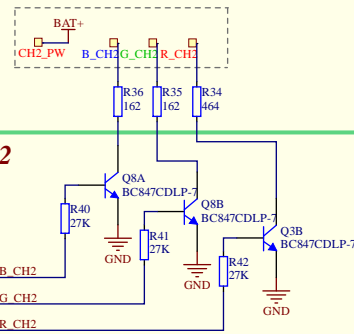 BAT+
CH2_PW
B_CH2 G_CH2 R_CH2
R36 R35 R34
162 162 464
2
Q8A
BC847CDLP-7
Q8B
BC847CDLP-7
R40
27K
Q3B
BC847CDLP-7
R41
27K
GND
R42
27K
B_CH2
GND
G_CH2
GND
R_CH2